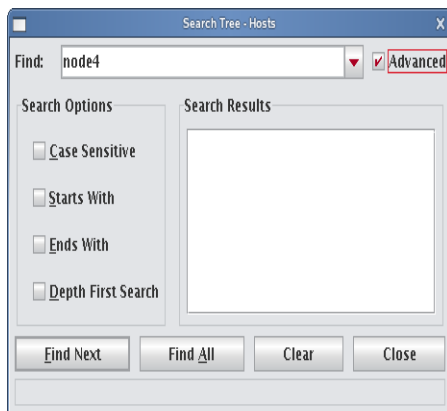 Search Tree - Hosts X
Find: node4 Advanced
Search Options
Case Sensitive
Starts With
Ends With
Depth First Search
Search Results
Find Next Find All Clear Close